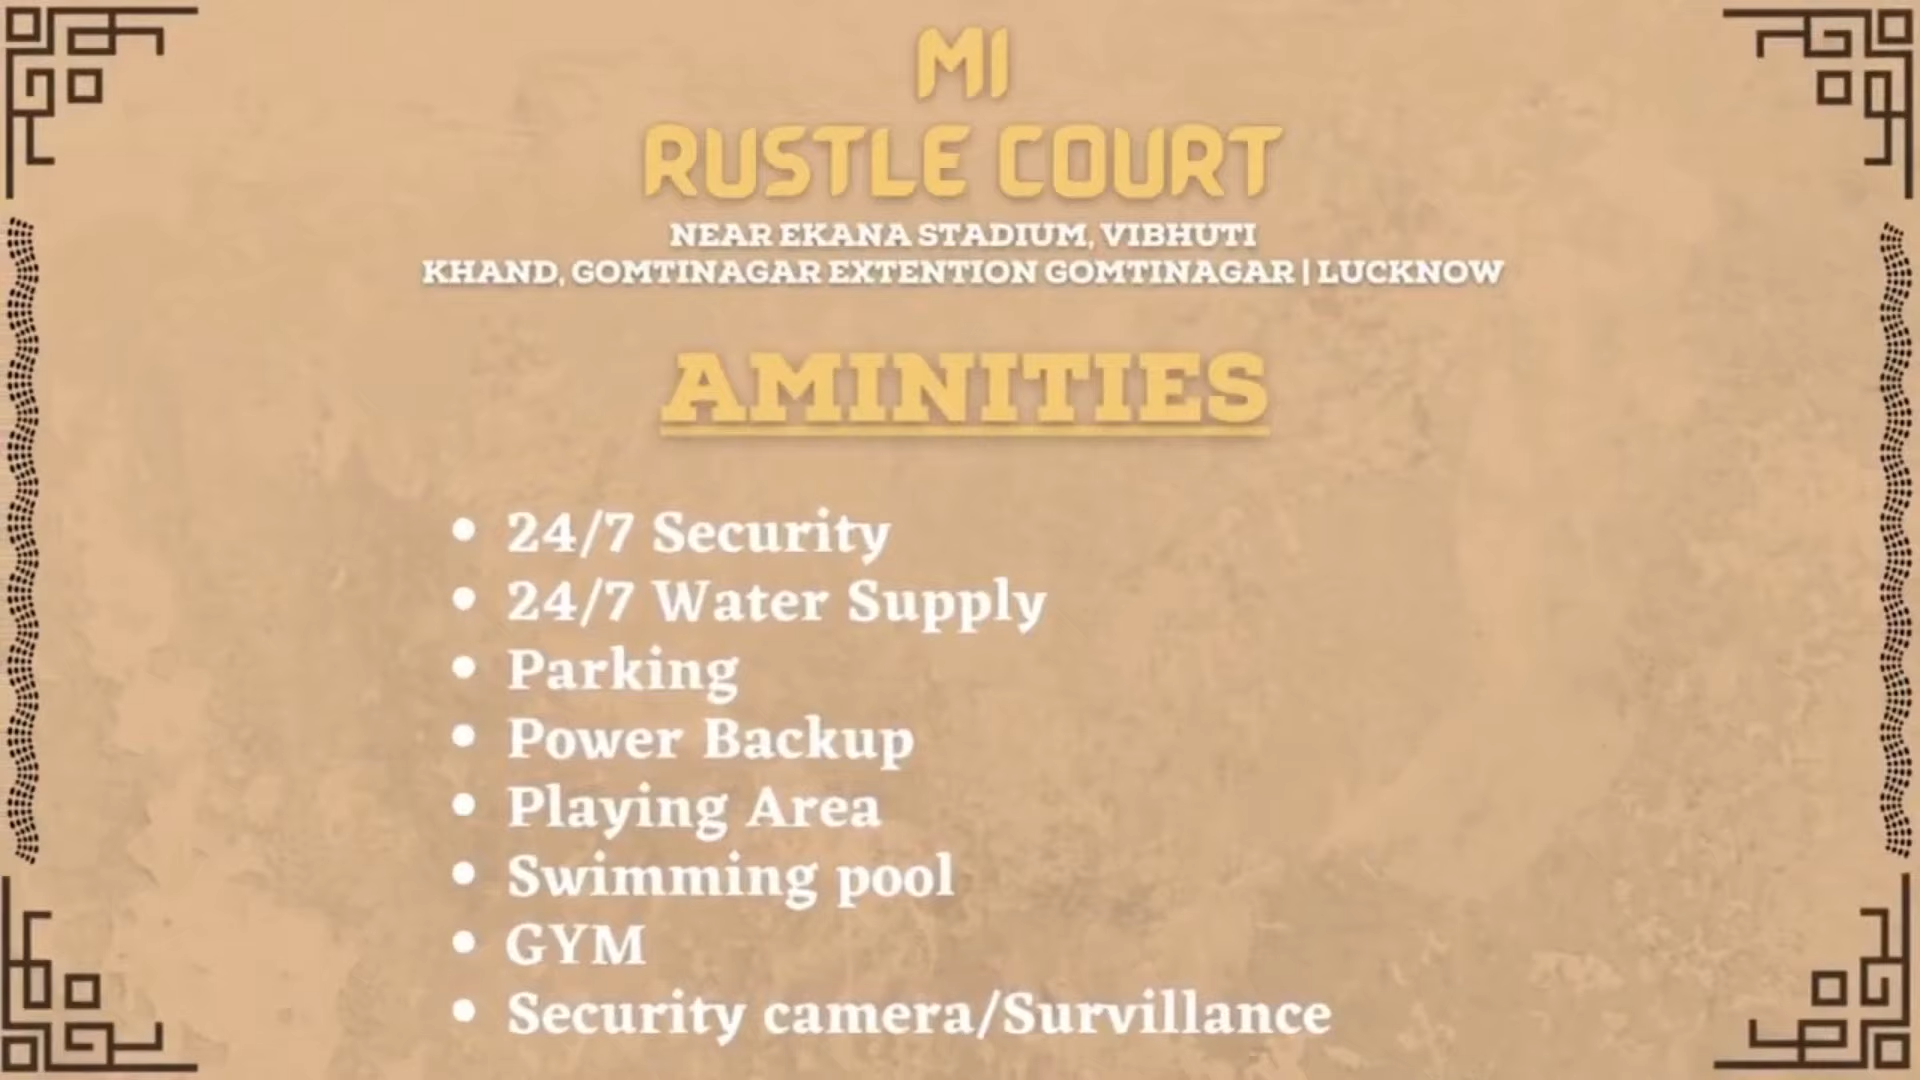 MI
RUSTLE COURT
NEAR EKANA STADIUM, VIBHUTI
KHAND, GOMTINAGAR EXTENTION GOMTINAGAR | LUCKNOW
AMINITIES
• 24/7 Security
• 24/7 Water Supply
• Parking
• Power Backup
• Playing Area
• Swimming pool
• GYM
• Security camera/Survillance